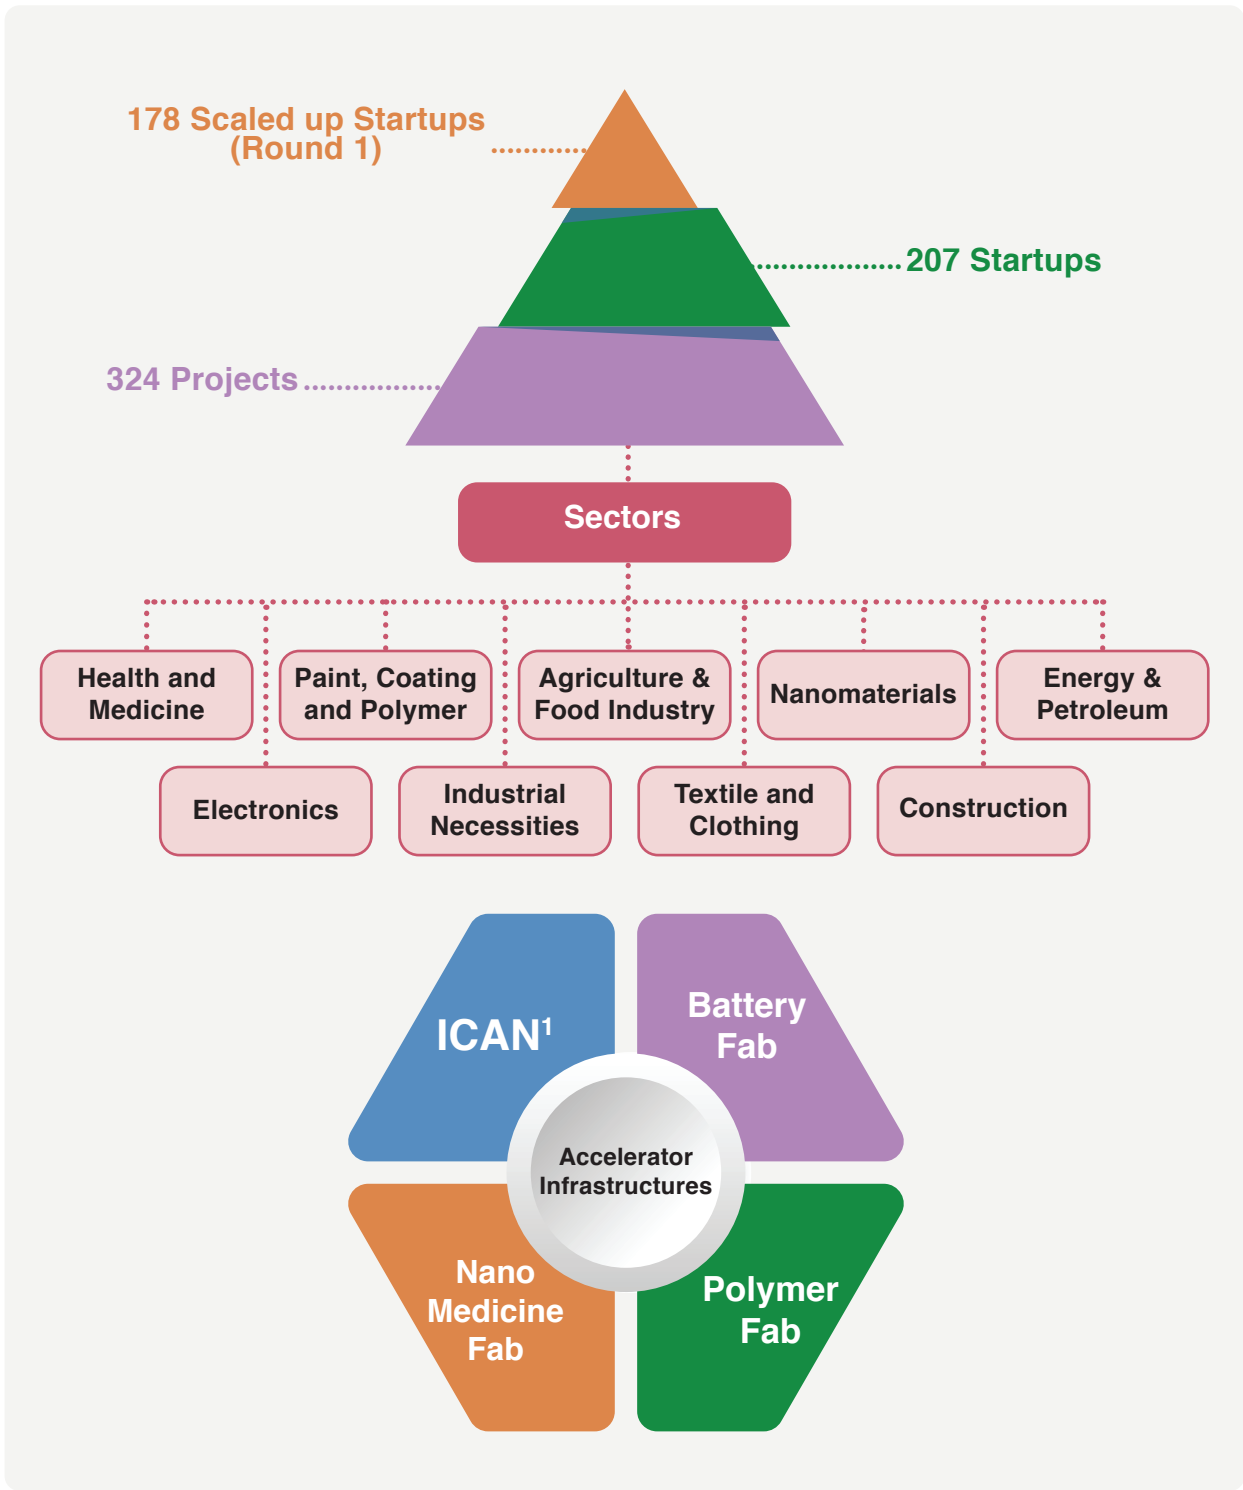 178 Scaled up Startups
(Round 1)
207 Startups
324 Projects
Sectors
Health and
Medicine
Paint, Coating
and Polymer
Agriculture &
Food Industry
Nanomaterials
Energy &
Petroleum
Electronics
Industrial
Necessities
Textile and
Clothing
Construction
ICAN¹
Battery
Fab
Accelerator
Infrastructures
Nano
Medicine
Fab
Polymer
Fab